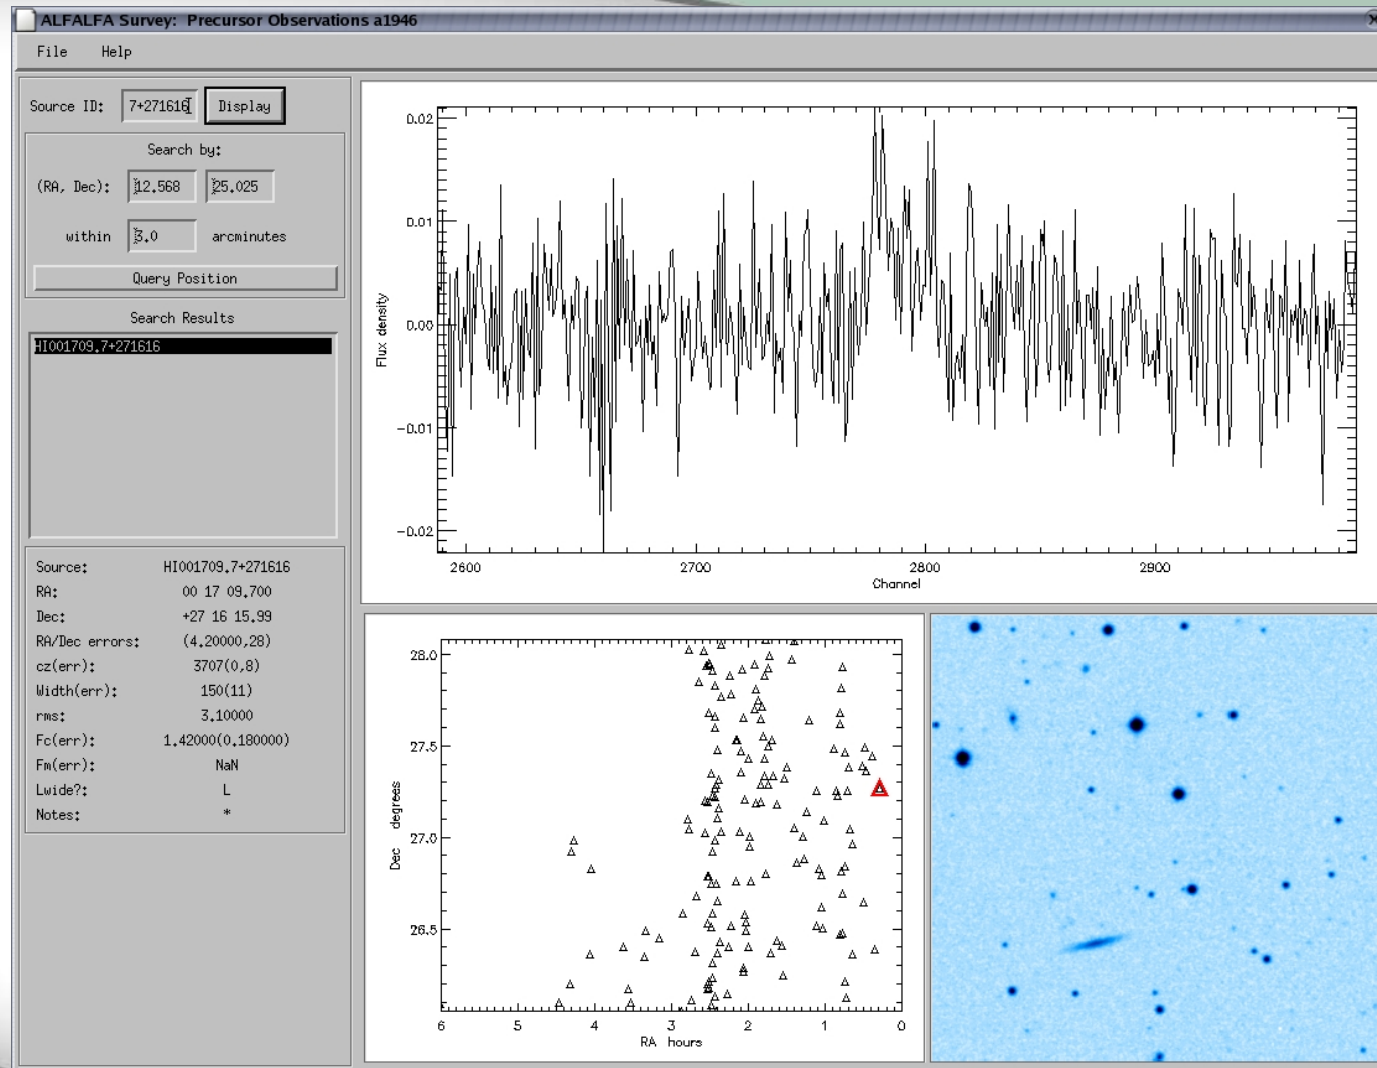 ALFALFA Survey: Precursor Observations a1946
File Help
Source ID: 7+271616 Display
Search by:
(RA, Dec): 12.568 25.025
within 3.0 arcminutes
Query Position
Search Results
HI001709.7+271616
Source: HI001709.7+271616
RA: 00 17 09.700
Dec: +27 16 15.99
RA/Dec errors: (4.20000,28)
cz(err): 3707(0,8)
Width(err): 150(11)
rms: 3.10000
Fc(err): 1.42000(0.180000)
Fm(err): NaN
Lwide?: L
Notes: *
0.02
0.01
0.00
-0.01
-0.02
Flux density
2600 2700 2800 2900
Channel
28.0
27.5
27.0
26.5
Dec degrees
6 5 4 3 2 1 0
RA hours